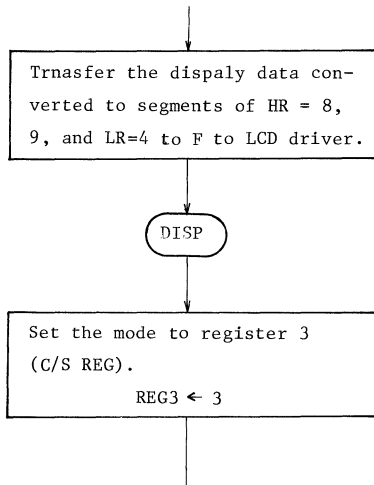 Trnasfer the dispaly data con-
verted to segments of HR = 8,
9, and LR=4 to F to LCD driver.
DISP
Set the mode to register 3
(C/S REG).
REG3 ← 3